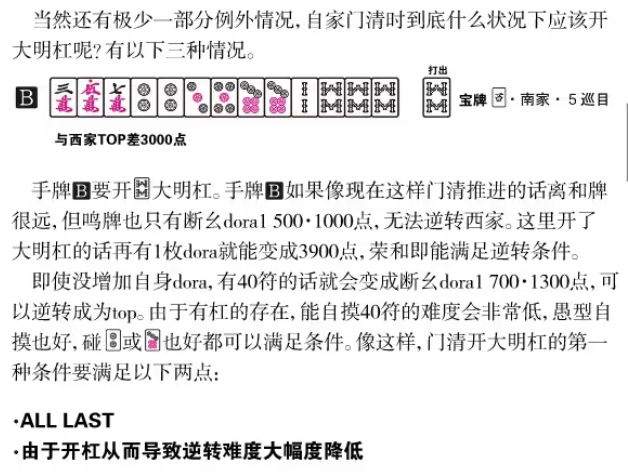 当然还有极少一部分例外情况，自家门清时到底什么状况下应该开
大明杠呢？有以下三种情况。
打出
B 三萬 五萬 七萬 宝牌·南家·5巡目
与西家TOP差3000点
手牌B要开大明杠。手牌B如果像现在这样门清推进的话离和牌
很远，但鸣牌也只有断幺dora1 500·1000点，无法逆转西家。这里开了
大明杠的话再有1枚dora就能变成3900点，荣和即能满足逆转条件。
即使没增加自身dora，有40符的话就会变成断幺dora1 700·1300点，可
以逆转成为top。由于有杠的存在，能自摸40符的难度会非常低，愚型自
摸也好，碰或也好都可以满足条件。像这样，门清开大明杠的第一
种条件要满足以下两点：
·ALL LAST
·由于开杠从而导致逆转难度大幅度降低